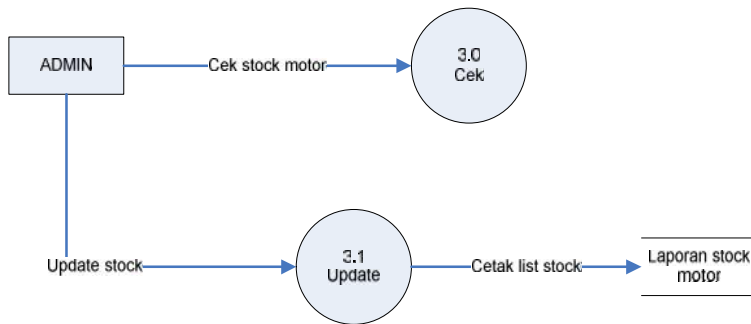 ADMIN
Cek stock motor
3.0
Cek
Update stock
3.1
Update
Cetak list stock
Laporan stock
motor